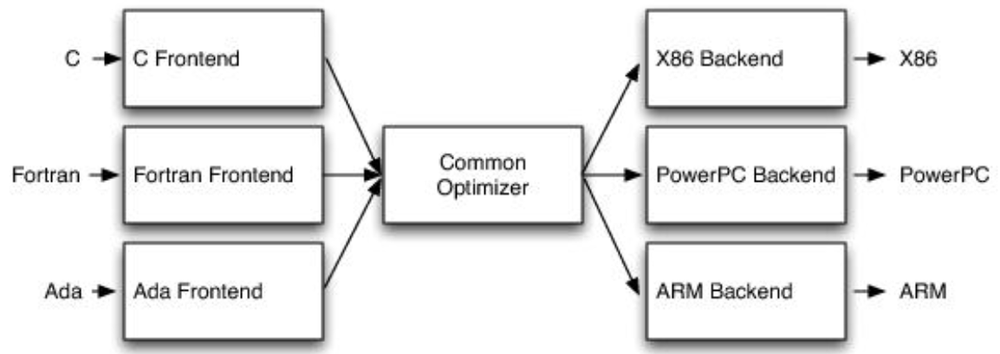 C
C Frontend
X86 Backend
X86
Fortran
Fortran Frontend
Common
Optimizer
PowerPC Backend
PowerPC
Ada
Ada Frontend
ARM Backend
ARM